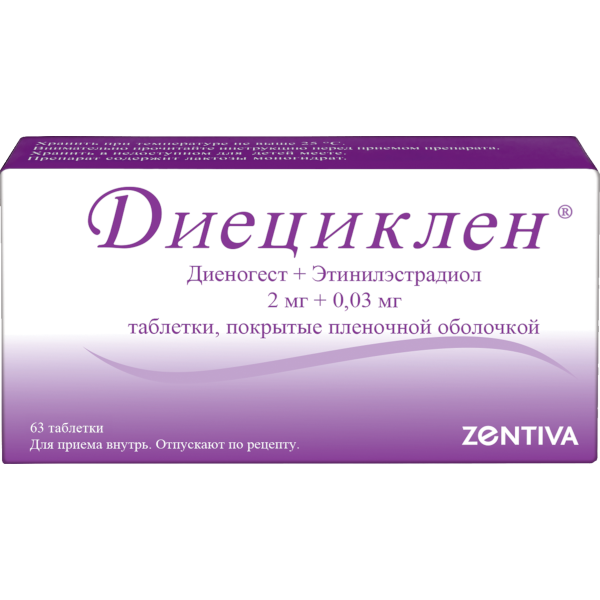 Хранить при температуре не выше 25 °C.
Внимательно прочитайте инструкцию перед приемом препарата.
Хранить в недоступном для детей месте.
Препарат содержит лактозы моногидрат.
Диециклен®
Диеногест + Этинилэстрадиол
2 мг + 0,03 мг
таблетки, покрытые пленочной оболочкой
63 таблетки
Для приема внутрь. Отпускают по рецепту.
ZENTIVA